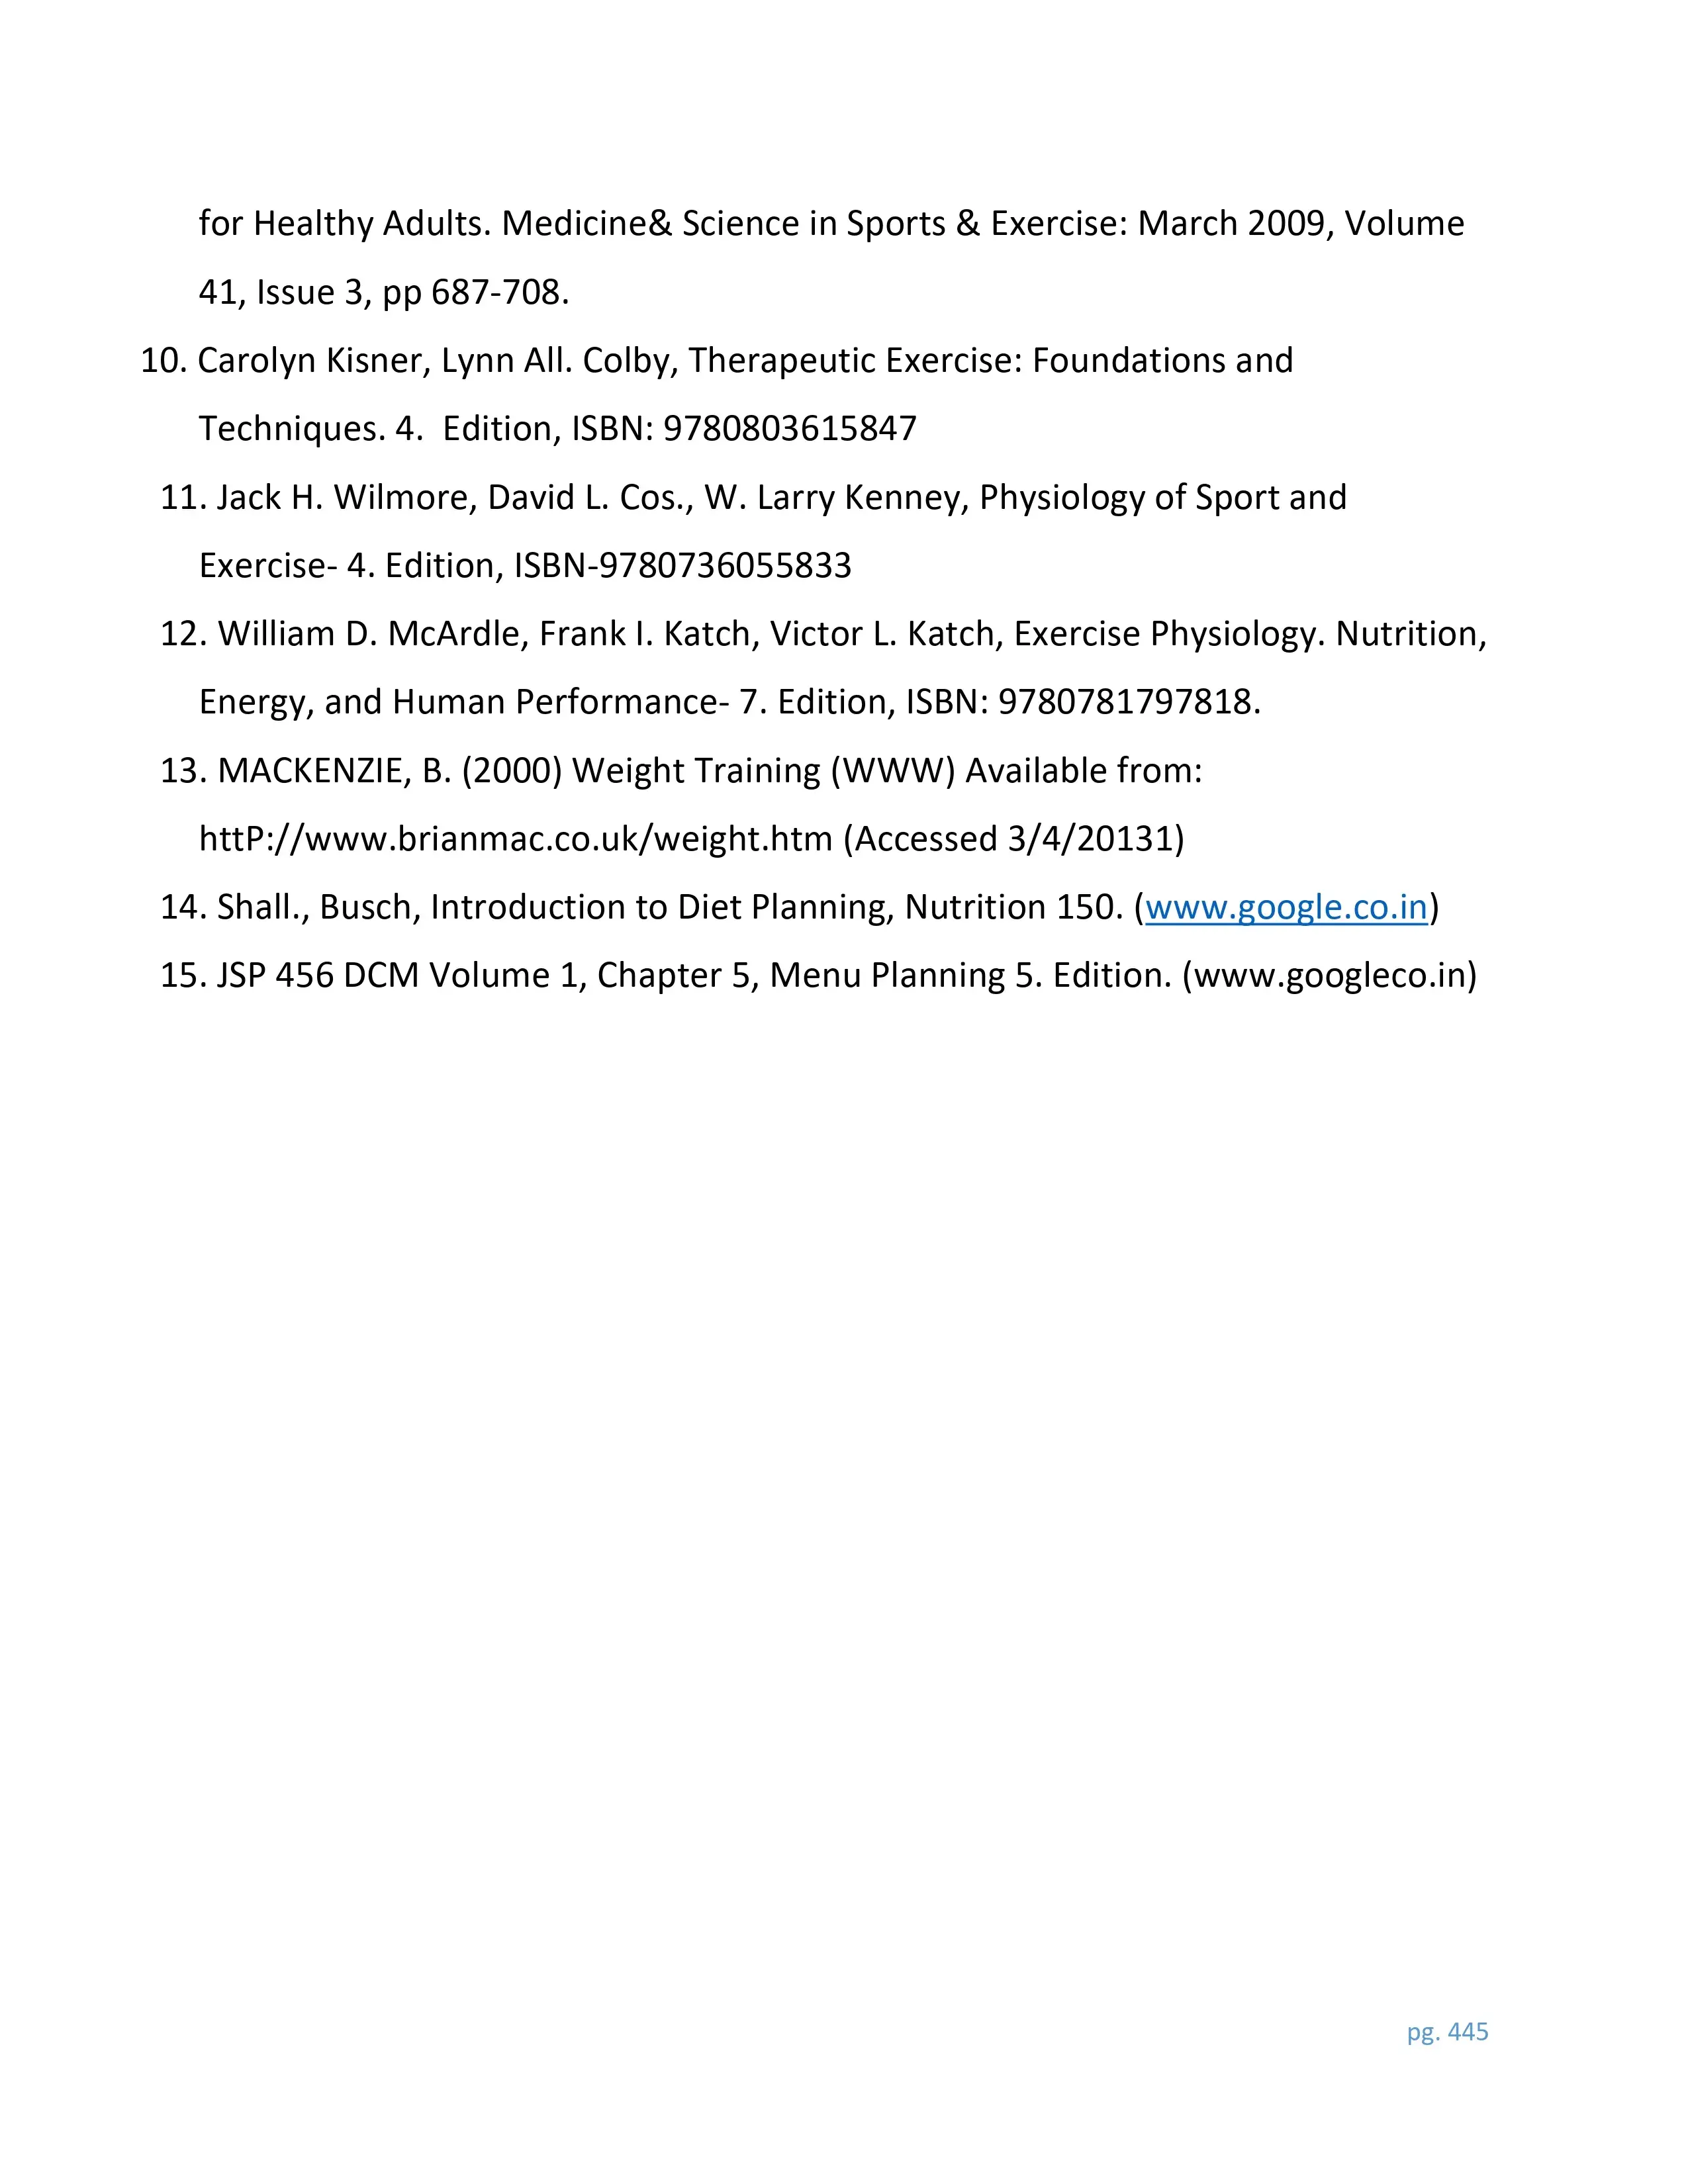 for Healthy Adults. Medicine& Science in Sports & Exercise: March 2009, Volume
41, Issue 3, pp 687-708.
10. Carolyn Kisner, Lynn All. Colby, Therapeutic Exercise: Foundations and
Techniques. 4.  Edition, ISBN: 9780803615847
11. Jack H. Wilmore, David L. Cos., W. Larry Kenney, Physiology of Sport and
Exercise- 4. Edition, ISBN-9780736055833
12. William D. McArdle, Frank I. Katch, Victor L. Katch, Exercise Physiology. Nutrition,
Energy, and Human Performance- 7. Edition, ISBN: 9780781797818.
13. MACKENZIE, B. (2000) Weight Training (WWW) Available from:
httP://www.brianmac.co.uk/weight.htm (Accessed 3/4/20131)
14. Shall., Busch, Introduction to Diet Planning, Nutrition 150. (www.google.co.in)
15. JSP 456 DCM Volume 1, Chapter 5, Menu Planning 5. Edition. (www.googleco.in)
pg. 445